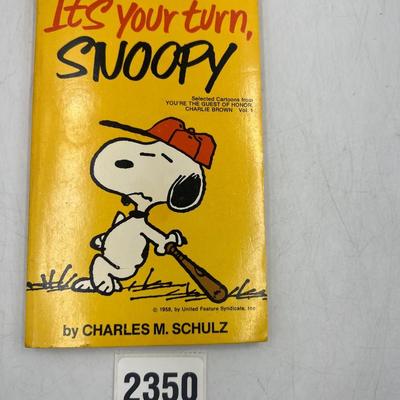 It's your turn,
SNOOPY
Selected Cartoons from
YOU'RE THE GUEST OF HONOR,
CHARLIE BROWN Vol. 1
© 1958, by United Feature Syndicate, Inc
by CHARLES M. SCHULZ
2350